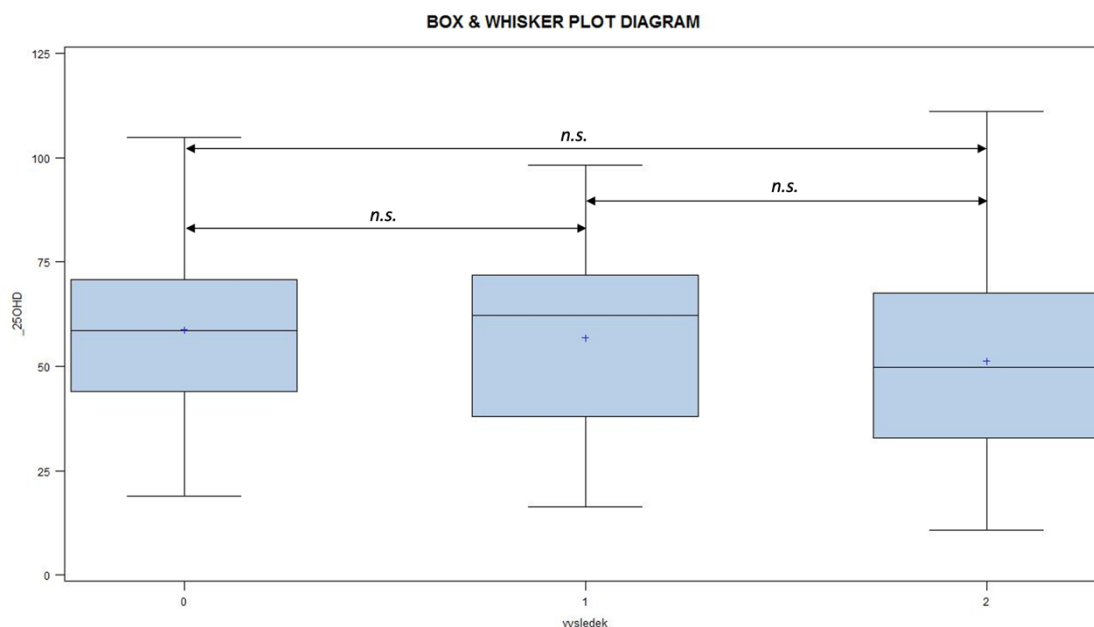 BOX & WHISKER PLOT DIAGRAM
125
100
75
50
25
0
_25OHD
n.s.
n.s.
n.s.
0
1
2
vysledek